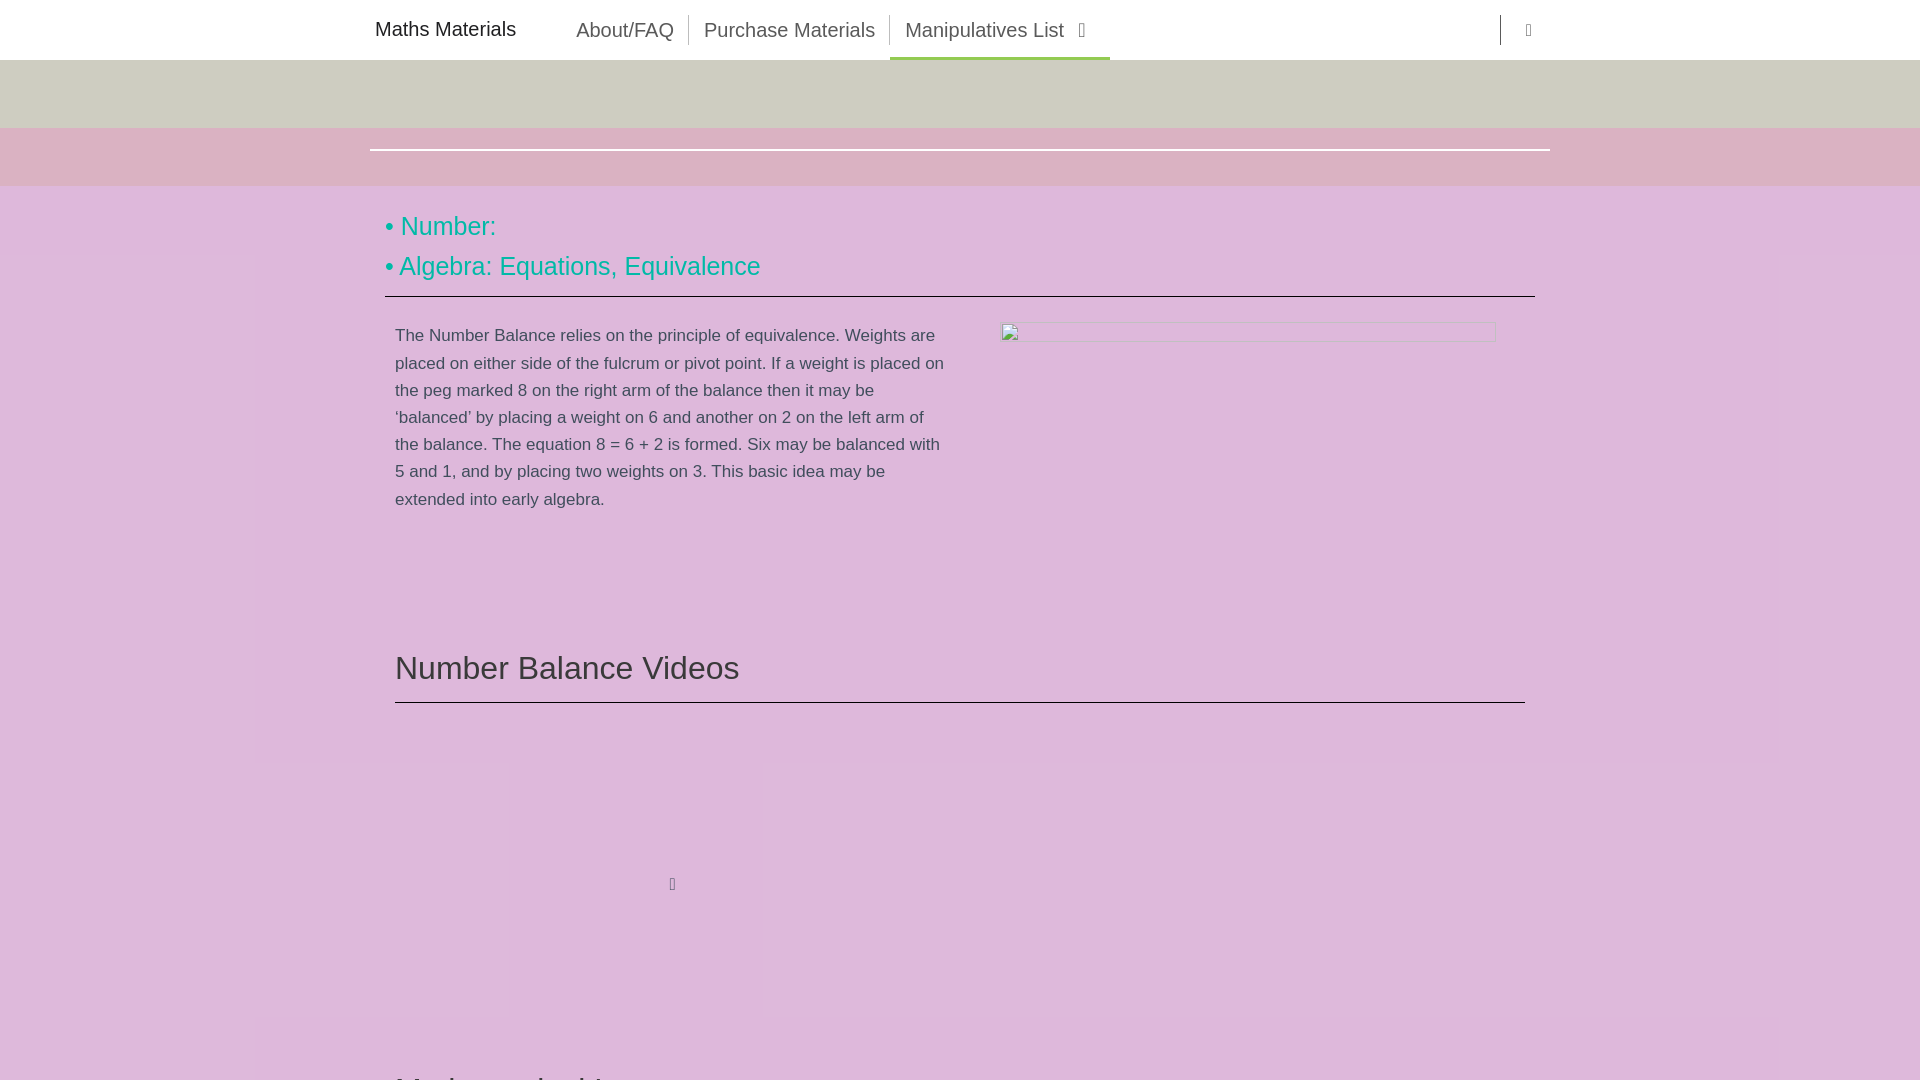 Maths Materials
About/FAQ
Purchase Materials
Manipulatives List
• Number:
• Algebra: Equations, Equivalence
The Number Balance relies on the principle of equivalence. Weights are
placed on either side of the fulcrum or pivot point. If a weight is placed on
the peg marked 8 on the right arm of the balance then it may be
‘balanced’ by placing a weight on 6 and another on 2 on the left arm of
the balance. The equation 8 = 6 + 2 is formed. Six may be balanced with
5 and 1, and by placing two weights on 3. This basic idea may be
extended into early algebra.
Number Balance Videos